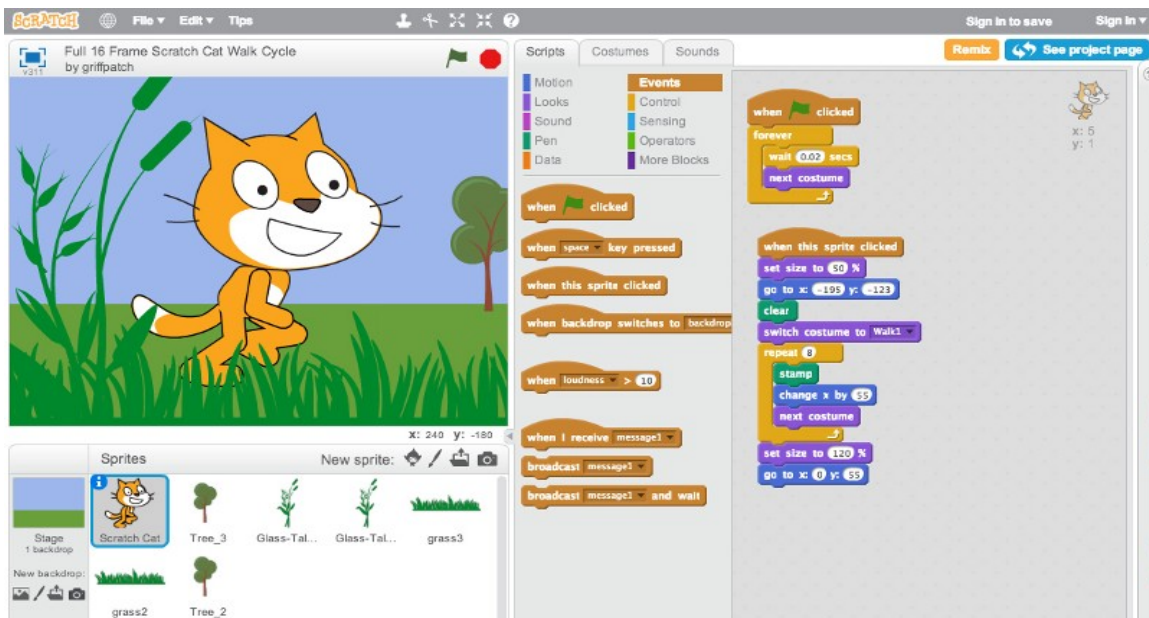 SCRATCH File ▾ Edit ▾ Tips Sign in to save Sign in ▾
Full 16 Frame Scratch Cat Walk Cycle
by griffpatch
v311
X: 240 y: -180
Sprites New sprite:
Stage
1 backdrop
New backdrop:
Scratch Cat
Tree_3
Glass-Tal...
Glass-Tal...
grass3
grass2
Tree_2
Scripts Costumes Sounds
Remix See project page
Motion Events
Looks Control
Sound Sensing
Pen Operators
Data More Blocks
when clicked
when space ▾ key pressed
when this sprite clicked
when backdrop switches to backdrop
when loudness ▾ > 10
when I receive message1 ▾
broadcast message1 ▾
broadcast message1 ▾ and wait
when clicked
forever
wait 0.02 secs
next costume
x: 5
y: 1
when this sprite clicked
set size to 50 %
go to x: -195 y: -123
clear
switch costume to Walk1 ▾
repeat 8
stamp
change x by 55
next costume
set size to 120 %
go to x: 0 y: 55